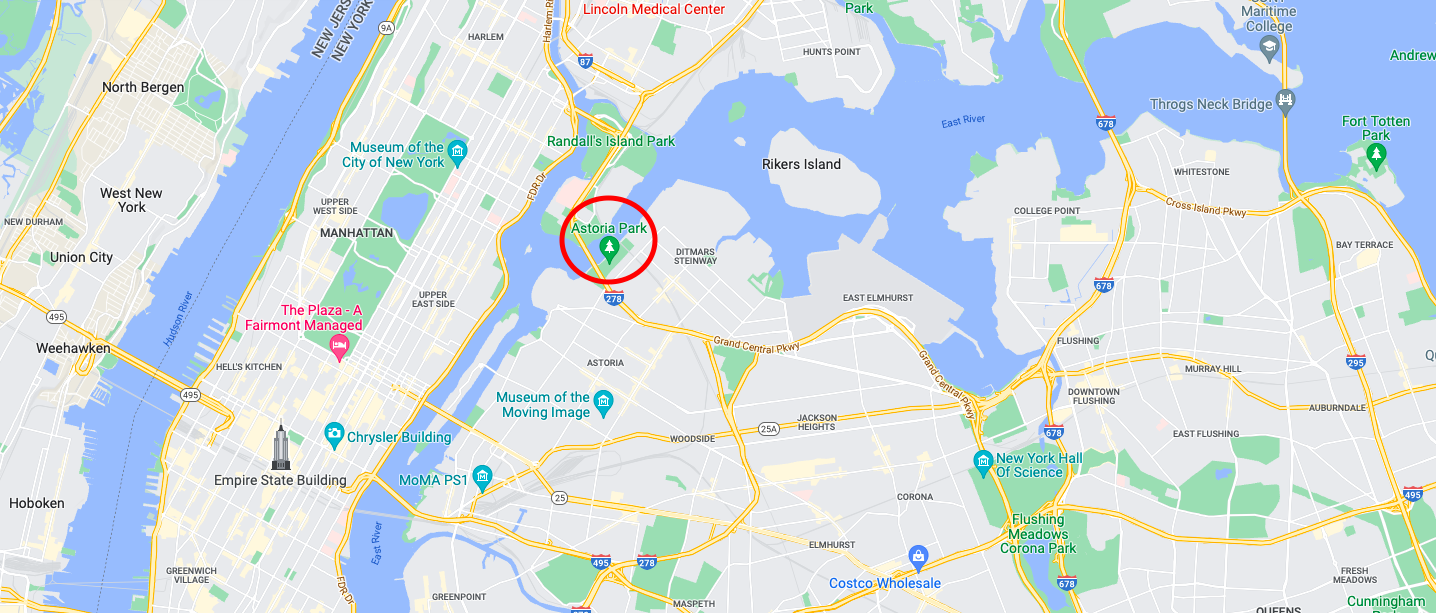 Lincoln Medical Center
Park
Maritime
College
NEW JERS
NEW YORK
9A
HARLEM
Harlem Ri
87
HUNTS POINT
Andrew
North Bergen
Throgs Neck Bridge
678
East River
Fort Totten
Park
Randall's Island Park
Museum of the
City of New York
Rikers Island
FDR Dr
WHITESTONE
West New
York
UPPER
WEST SIDE
MANHATTAN
NEW DURHAM
Astoria Park
COLLEGE POINT
Cross Island Pkwy
BAY TERRACE
DITMARS
STEINWAY
Union City
678
278
EAST ELMHURST
UPPER
EAST SIDE
The Plaza - A
Fairmont Managed
495
Hudson River
Weehawken
Grand Central Pkwy
Grand Central Pkwy
FLUSHING
295
MURRAY HILL
HELL'S KITCHEN
ASTORIA
495
Museum of the
Moving Image
DOWNTOWN
FLUSHING
AUBURNDALE
JACKSON
HEIGHTS
25A
678
EAST FLUSHING
Chrysler Building
WOODSIDE
New York Hall
Of Science
Empire State Building
MoMA PS1
25
CORONA
495
Hoboken
Flushing
Meadows
Corona Park
East River
ELMHURST
495
278
Costco Wholesale
678
GREENWICH
VILLAGE
FDR Dr
GREENPOINT
MASPETH
FRESH
MEADOWS
Cunningham
QUEENS